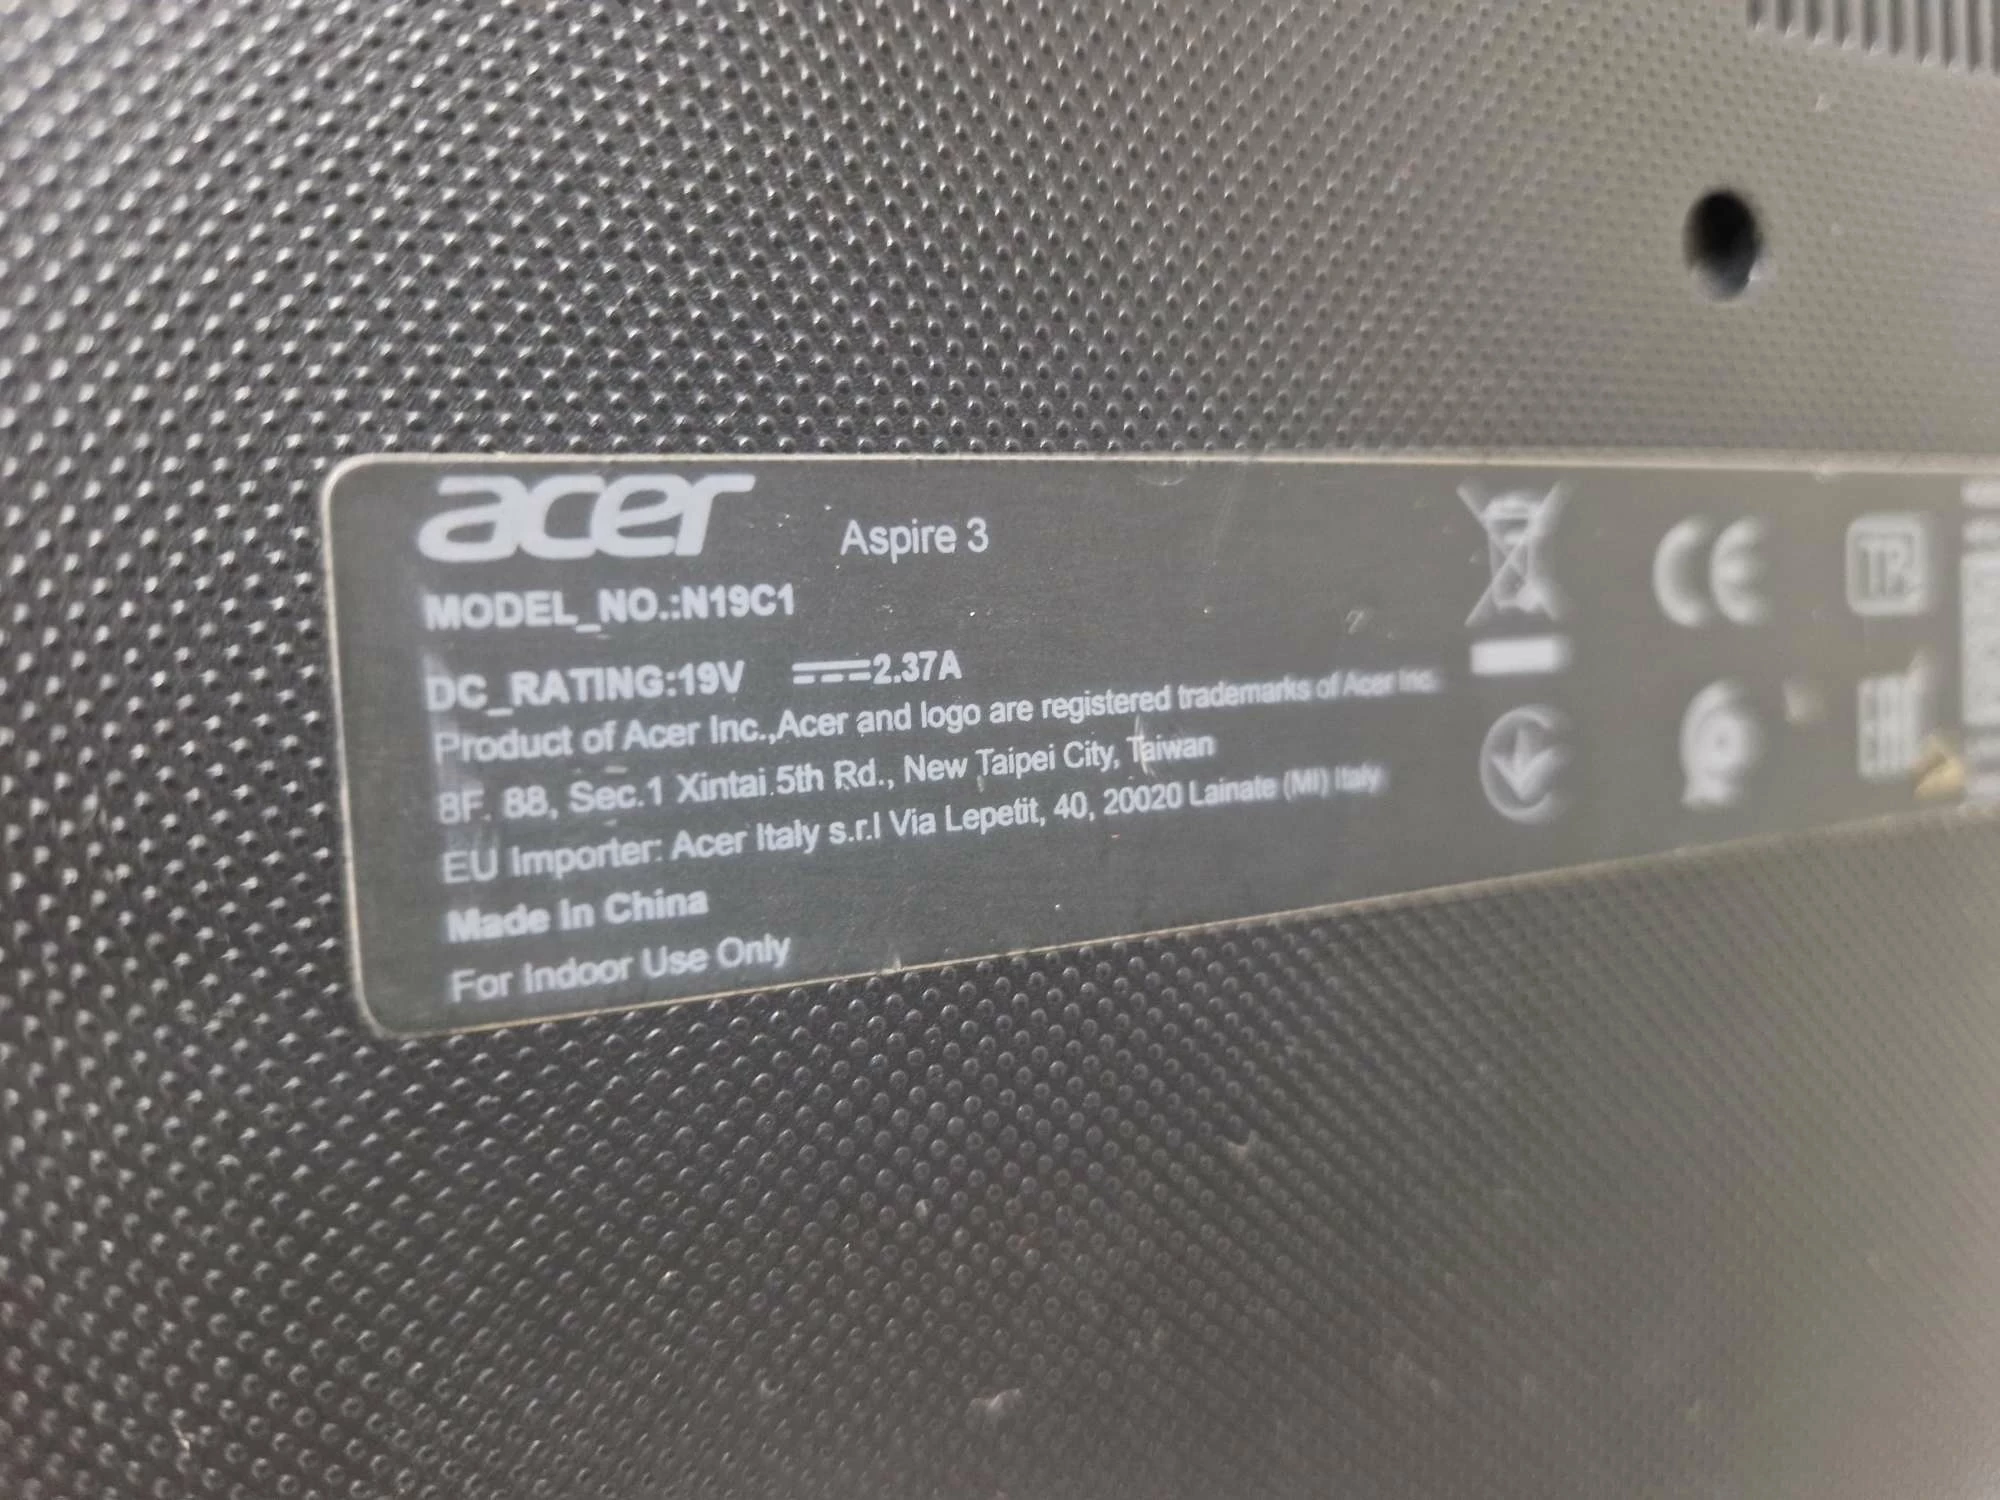 acer Aspire 3
MODEL_NO.:N19C1
DC_RATING:19V ⎓2.37A
Product of Acer Inc.,Acer and logo are registered trademarks of Acer Inc.
8F. 88, Sec.1 Xintai 5th Rd., New Taipei City, Taiwan
EU Importer: Acer Italy s.r.l Via Lepetit, 40, 20020 Lainate (MI) Italy
Made in China
For Indoor Use Only
CE
EAC